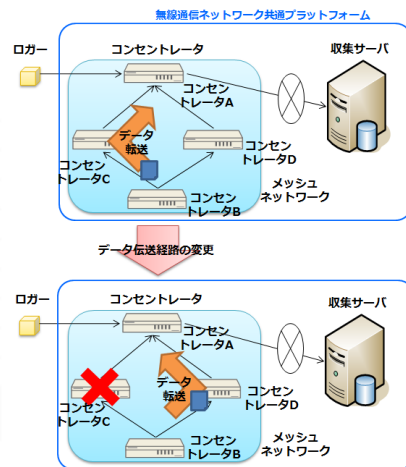 無線通信ネットワーク共通プラットフォーム
ロガー
コンセントレータ
収集サーバ
コンセン
トレータA
データ
転送
コンセン
トレータC
コンセン
トレータD
コンセン
トレータB
メッシュ
ネットワーク
データ伝送経路の変更
ロガー
コンセントレータ
収集サーバ
コンセン
トレータA
データ
転送
コンセン
トレータC
コンセン
トレータD
コンセン
トレータB
メッシュ
ネットワーク